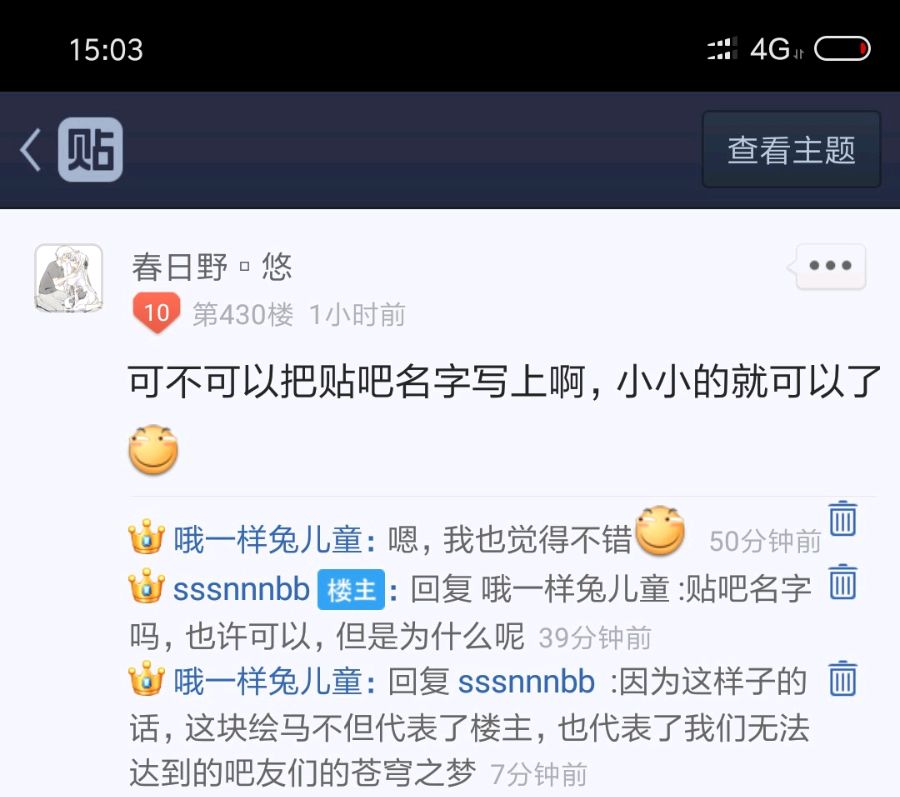 15:03
4G
贴
查看主题
春日野▫悠
10 第430楼 1小时前
可不可以把贴吧名字写上啊,小小的就可以了
哦一样兔儿童:嗯,我也觉得不错 50分钟前
sssnnnbb 楼主:回复 哦一样兔儿童 :贴吧名字
吗,也许可以,但是为什么呢 39分钟前
哦一样兔儿童:回复 sssnnnbb :因为这样子的
话,这块绘马不但代表了楼主,也代表了我们无法
达到的吧友们的苍穹之梦 7分钟前